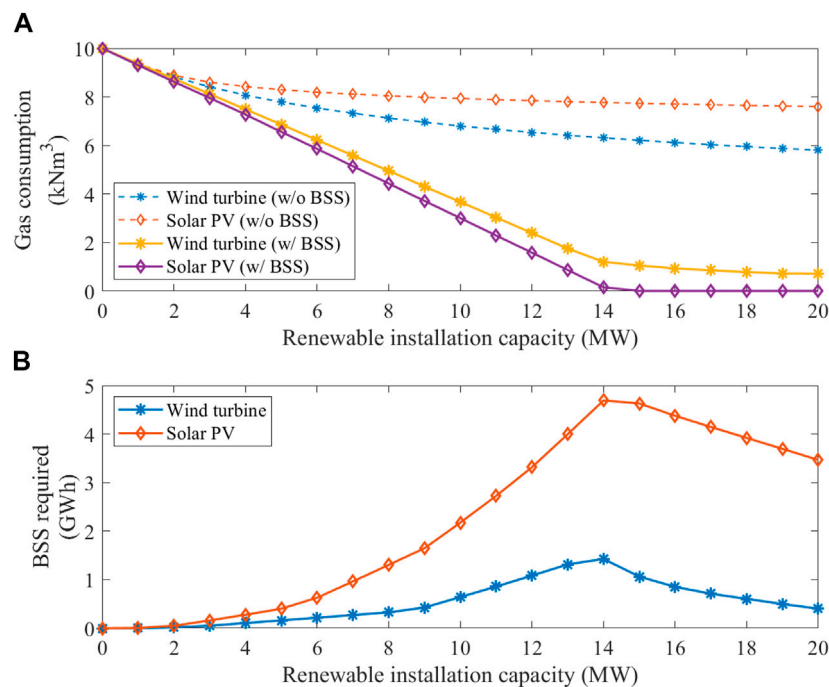 A
Gas consumption
(kNm³)
10
8
6
4
2
0
Wind turbine (w/o BSS)
Solar PV (w/o BSS)
Wind turbine (w/ BSS)
Solar PV (w/ BSS)
0 2 4 6 8 10 12 14 16 18 20
Renewable installation capacity (MW)
B
BSS required
(GWh)
5
4
3
2
1
0
Wind turbine
Solar PV
0 2 4 6 8 10 12 14 16 18 20
Renewable installation capacity (MW)